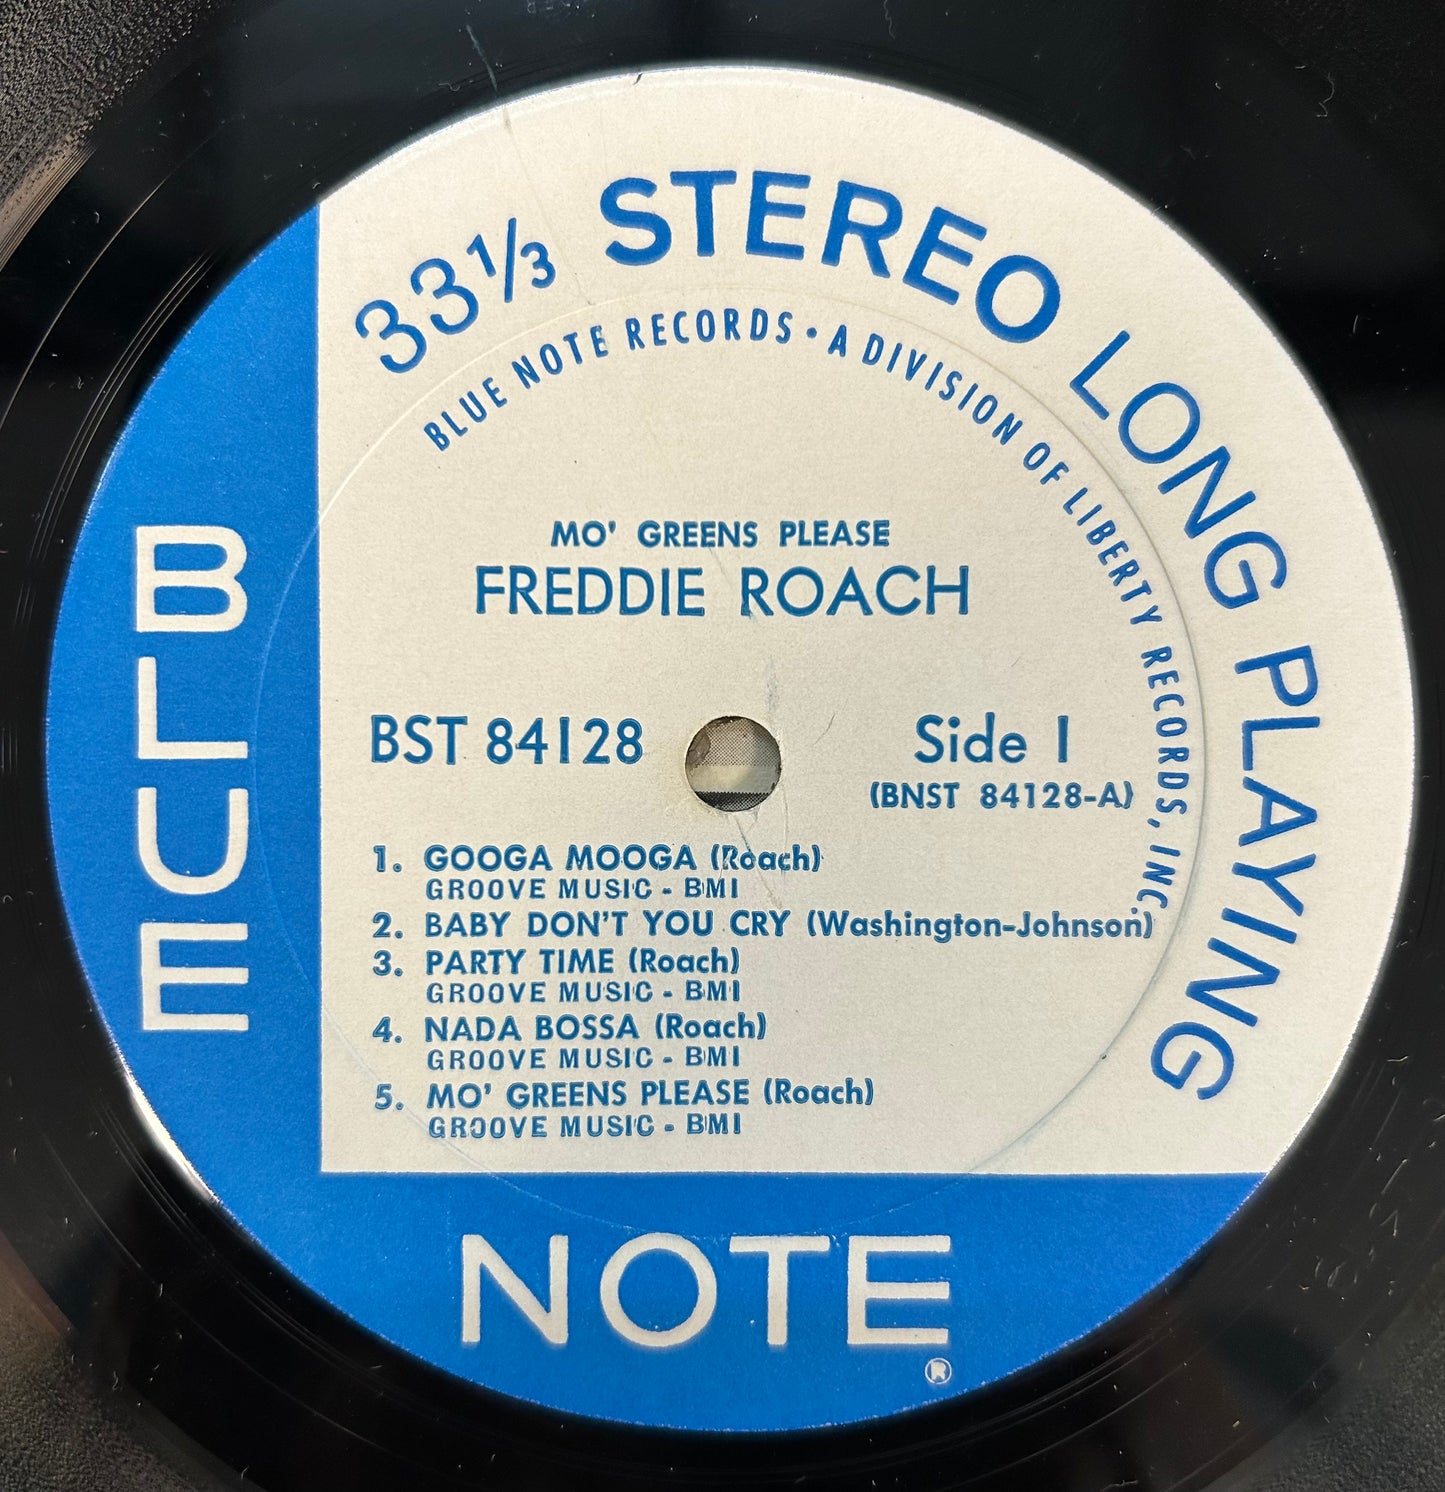 33 1/3 STEREO LONG PLAYING
BLUE NOTE RECORDS • A DIVISION OF LIBERTY RECORDS, INC.
MO' GREENS PLEASE
FREDDIE ROACH
BST 84128
Side 1
(BNST 84128-A)
1. GOOGA MOOGA (Roach)
GROOVE MUSIC - BMI
2. BABY DON'T YOU CRY (Washington-Johnson)
3. PARTY TIME (Roach)
GROOVE MUSIC - BMI
4. NADA BOSSA (Roach)
GROOVE MUSIC - BMI
5. MO' GREENS PLEASE (Roach)
GROOVE MUSIC - BMI
BLUE
NOTE
®